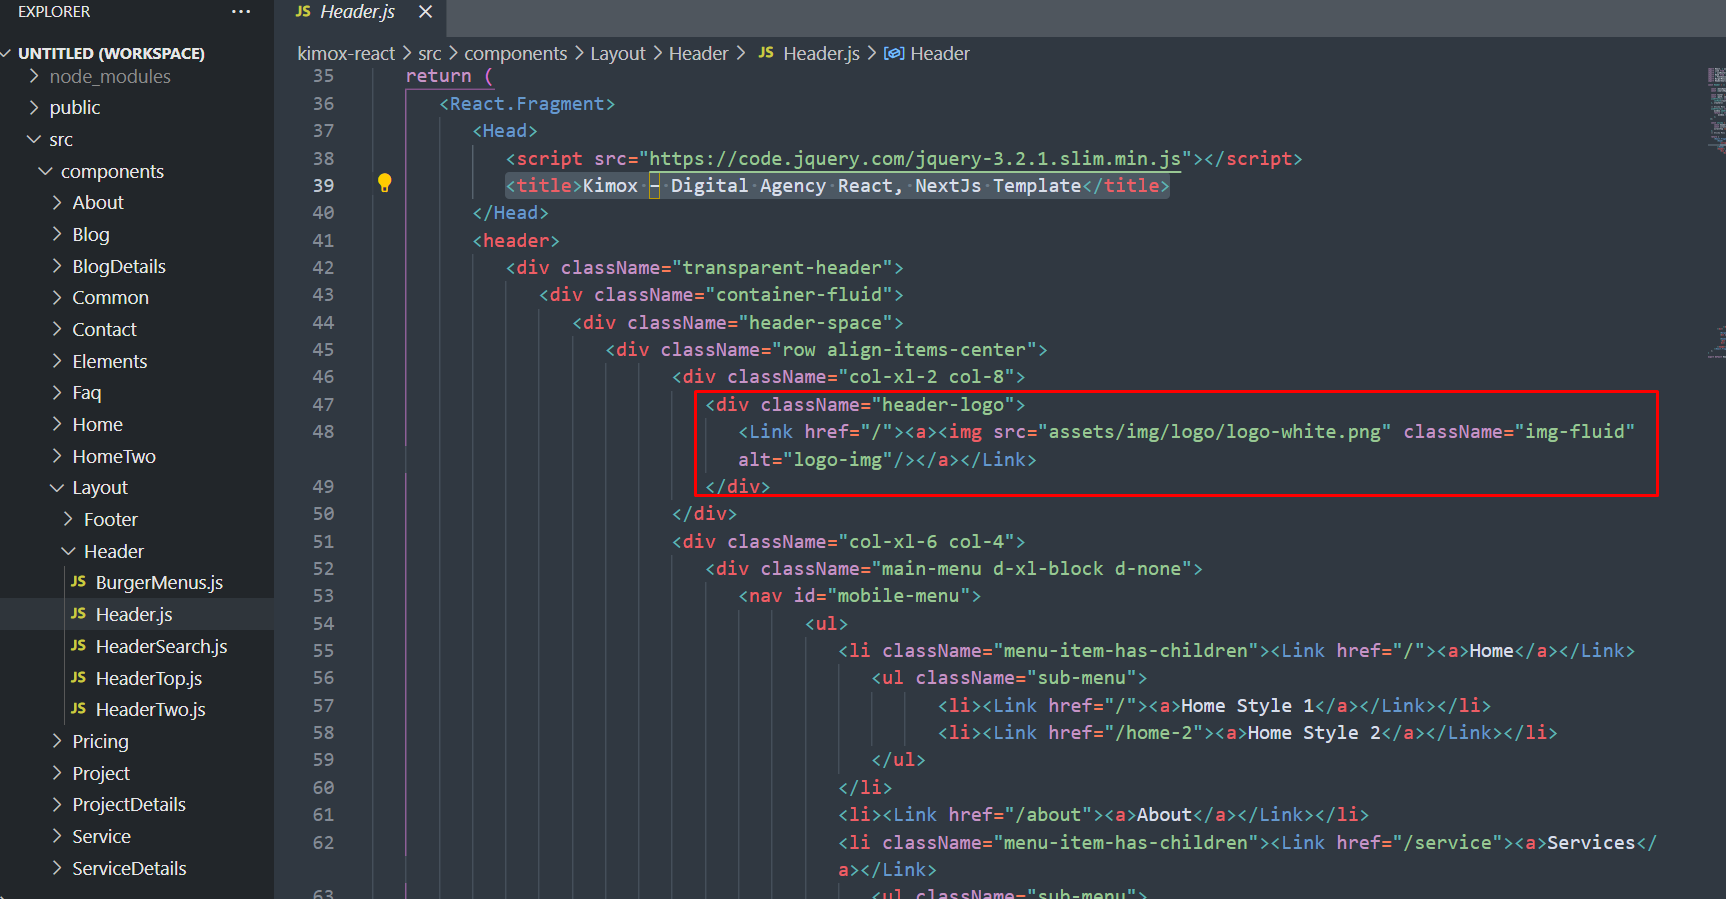 EXPLORER
···
UNTITLED (WORKSPACE)
node_modules
public
src
components
About
Blog
BlogDetails
Common
Contact
Elements
Faq
Home
HomeTwo
Layout
Footer
Header
JS BurgerMenus.js
JS Header.js
JS HeaderSearch.js
JS HeaderTop.js
JS HeaderTwo.js
Pricing
Project
ProjectDetails
Service
ServiceDetails
JS Header.js
kimox-react > src > components > Layout > Header > JS Header.js > Header
35 return (
36 <React.Fragment>
37 <Head>
38 <script src="https://code.jquery.com/jquery-3.2.1.slim.min.js"></script>
39 <title>Kimox – Digital Agency React, NextJs Template</title>
40 </Head>
41 <header>
42 <div className="transparent-header">
43 <div className="container-fluid">
44 <div className="header-space">
45 <div className="row align-items-center">
46 <div className="col-xl-2 col-8">
47 <div className="header-logo">
48 <Link href="/"><a><img src="assets/img/logo/logo-white.png" className="img-fluid"
alt="logo-img"/></a></Link>
49 </div>
50 </div>
51 <div className="col-xl-6 col-4">
52 <div className="main-menu d-xl-block d-none">
53 <nav id="mobile-menu">
54 <ul>
55 <li className="menu-item-has-children"><Link href="/"><a>Home</a></Link>
56 <ul className="sub-menu">
57 <li><Link href="/"><a>Home Style 1</a></Link></li>
58 <li><Link href="/home-2"><a>Home Style 2</a></Link></li>
59 </ul>
60 </li>
61 <li><Link href="/about"><a>About</a></Link></li>
62 <li className="menu-item-has-children"><Link href="/service"><a>Services</
a></Link>
63 <ul className="sub-menu">